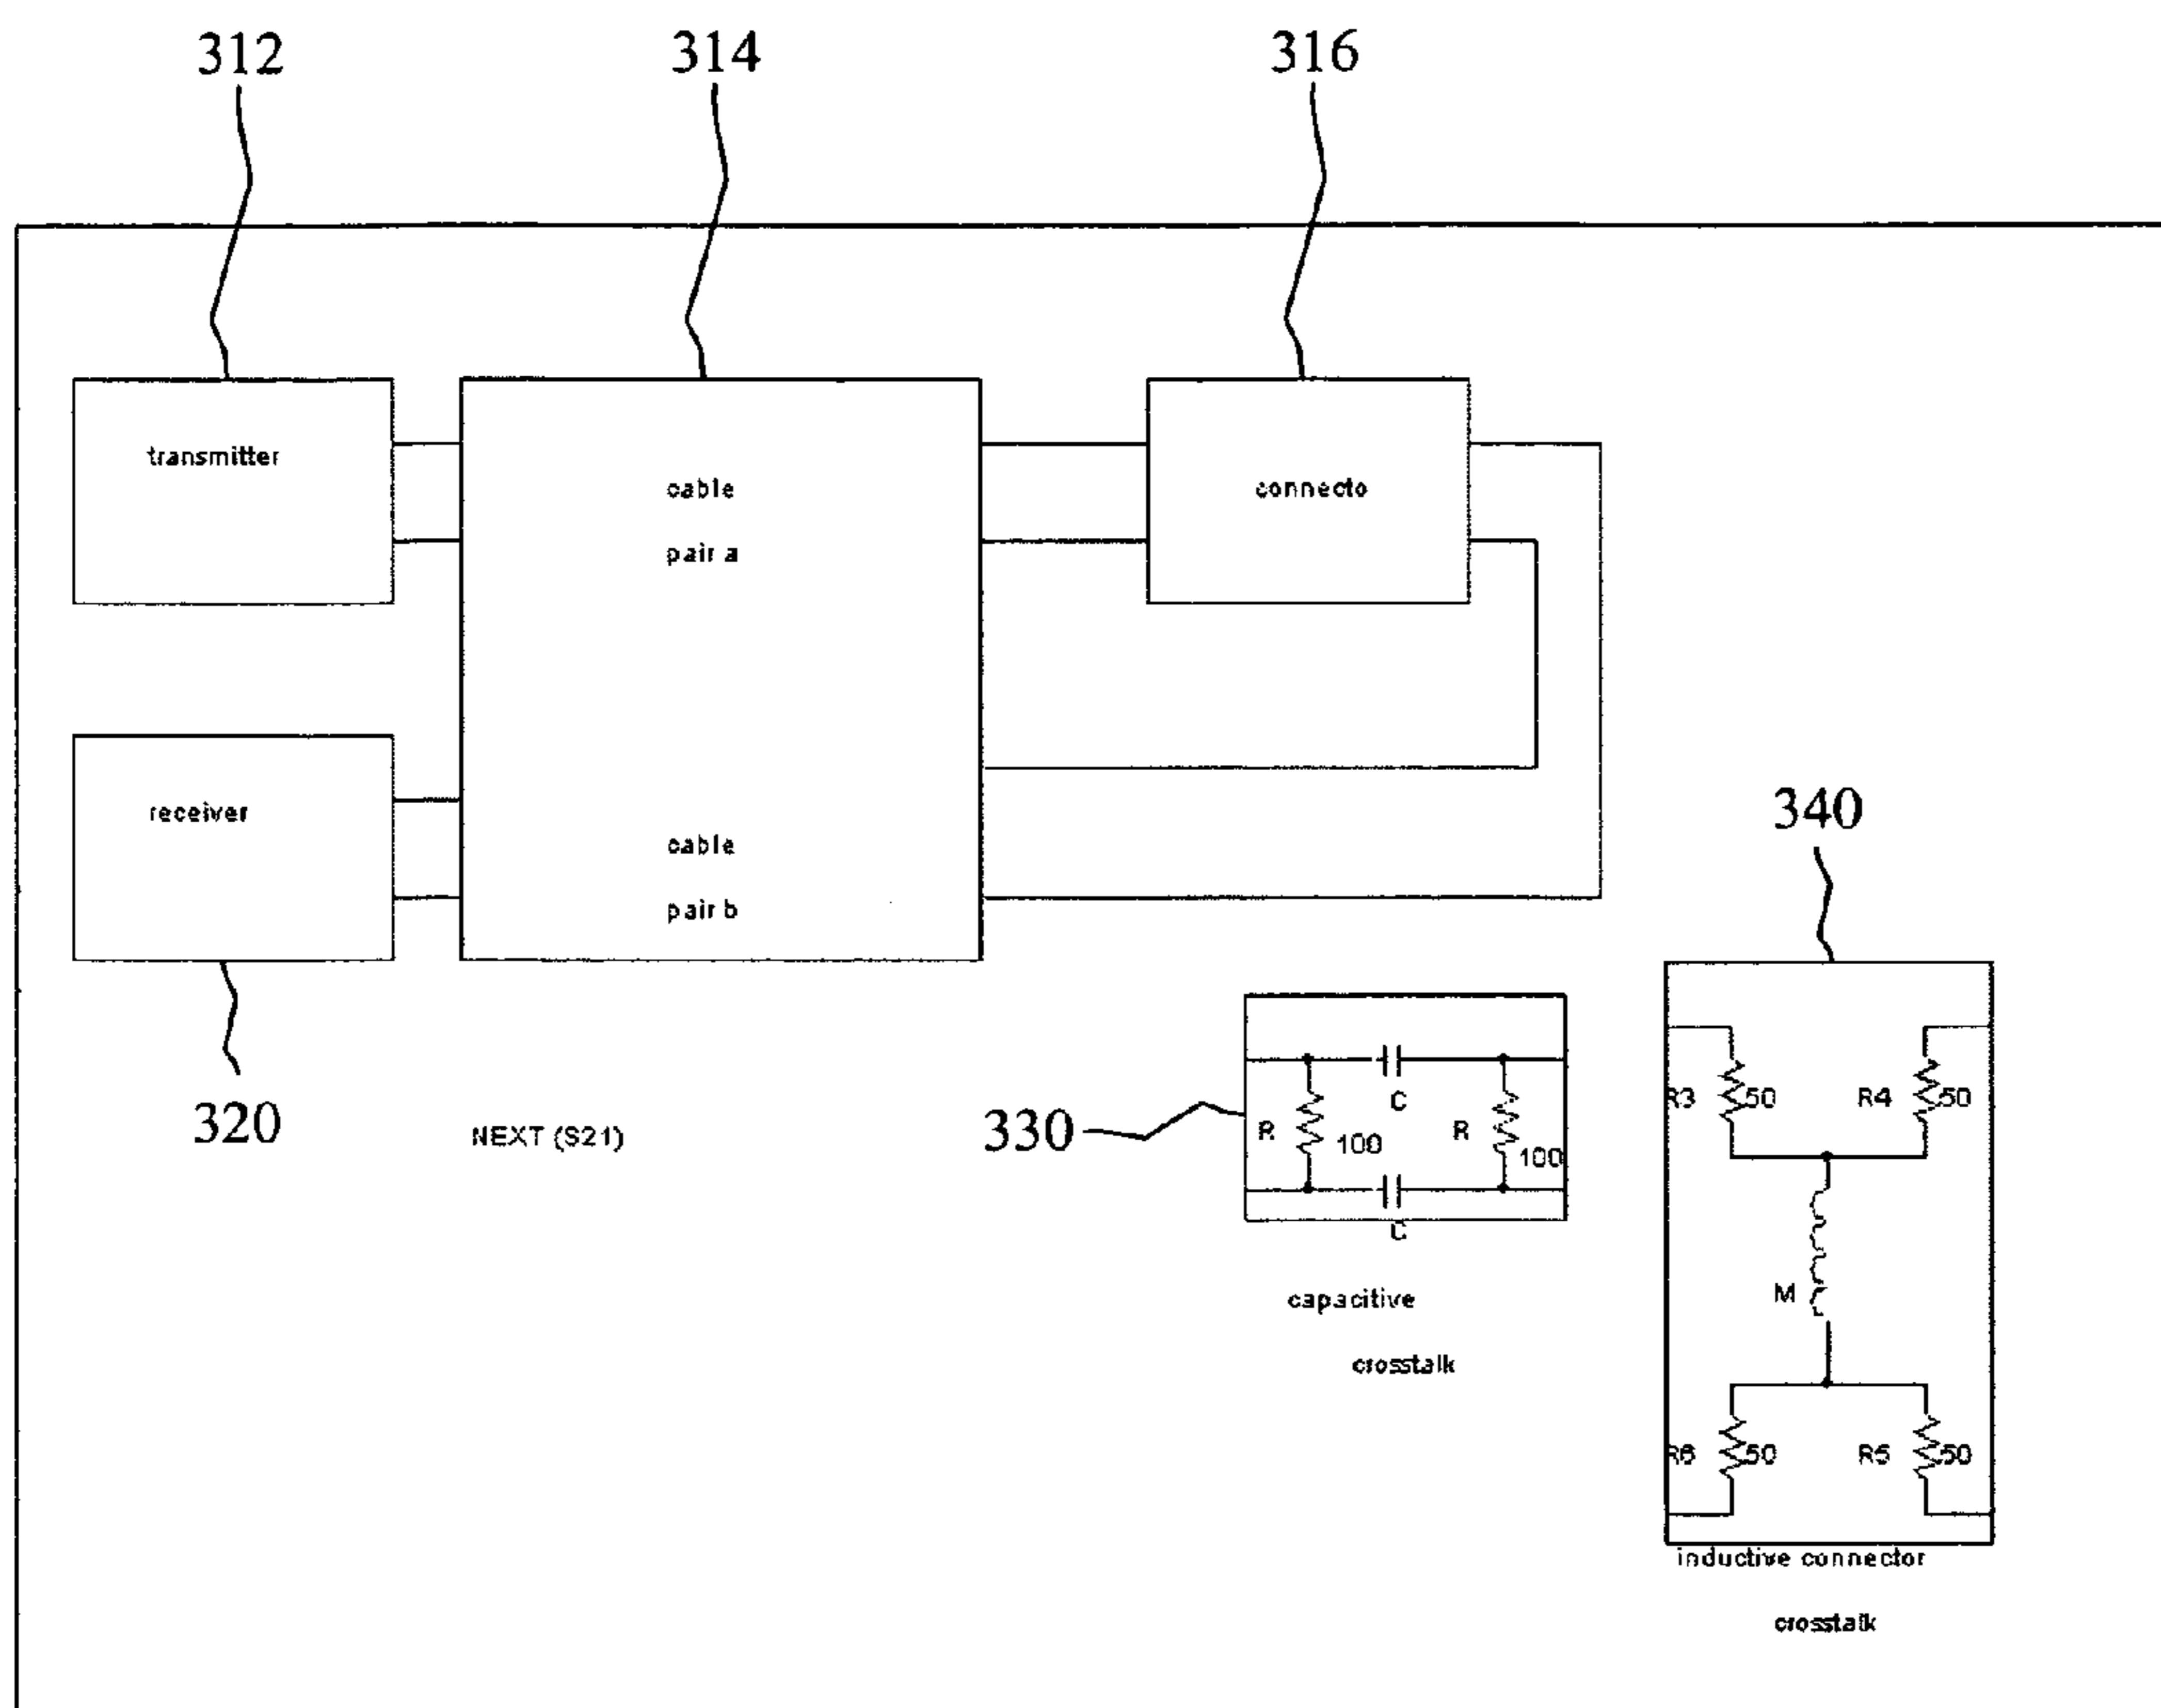 312
314
316
transmitter
cable
pair a
connecto
receiver
cable
pair b
320
NEXT (S21)
330
R
100
C
R
100
C
capacitive
crosstalk
340
R3
50
R4
50
M
R6
50
R5
50
inductive connector
crosstalk